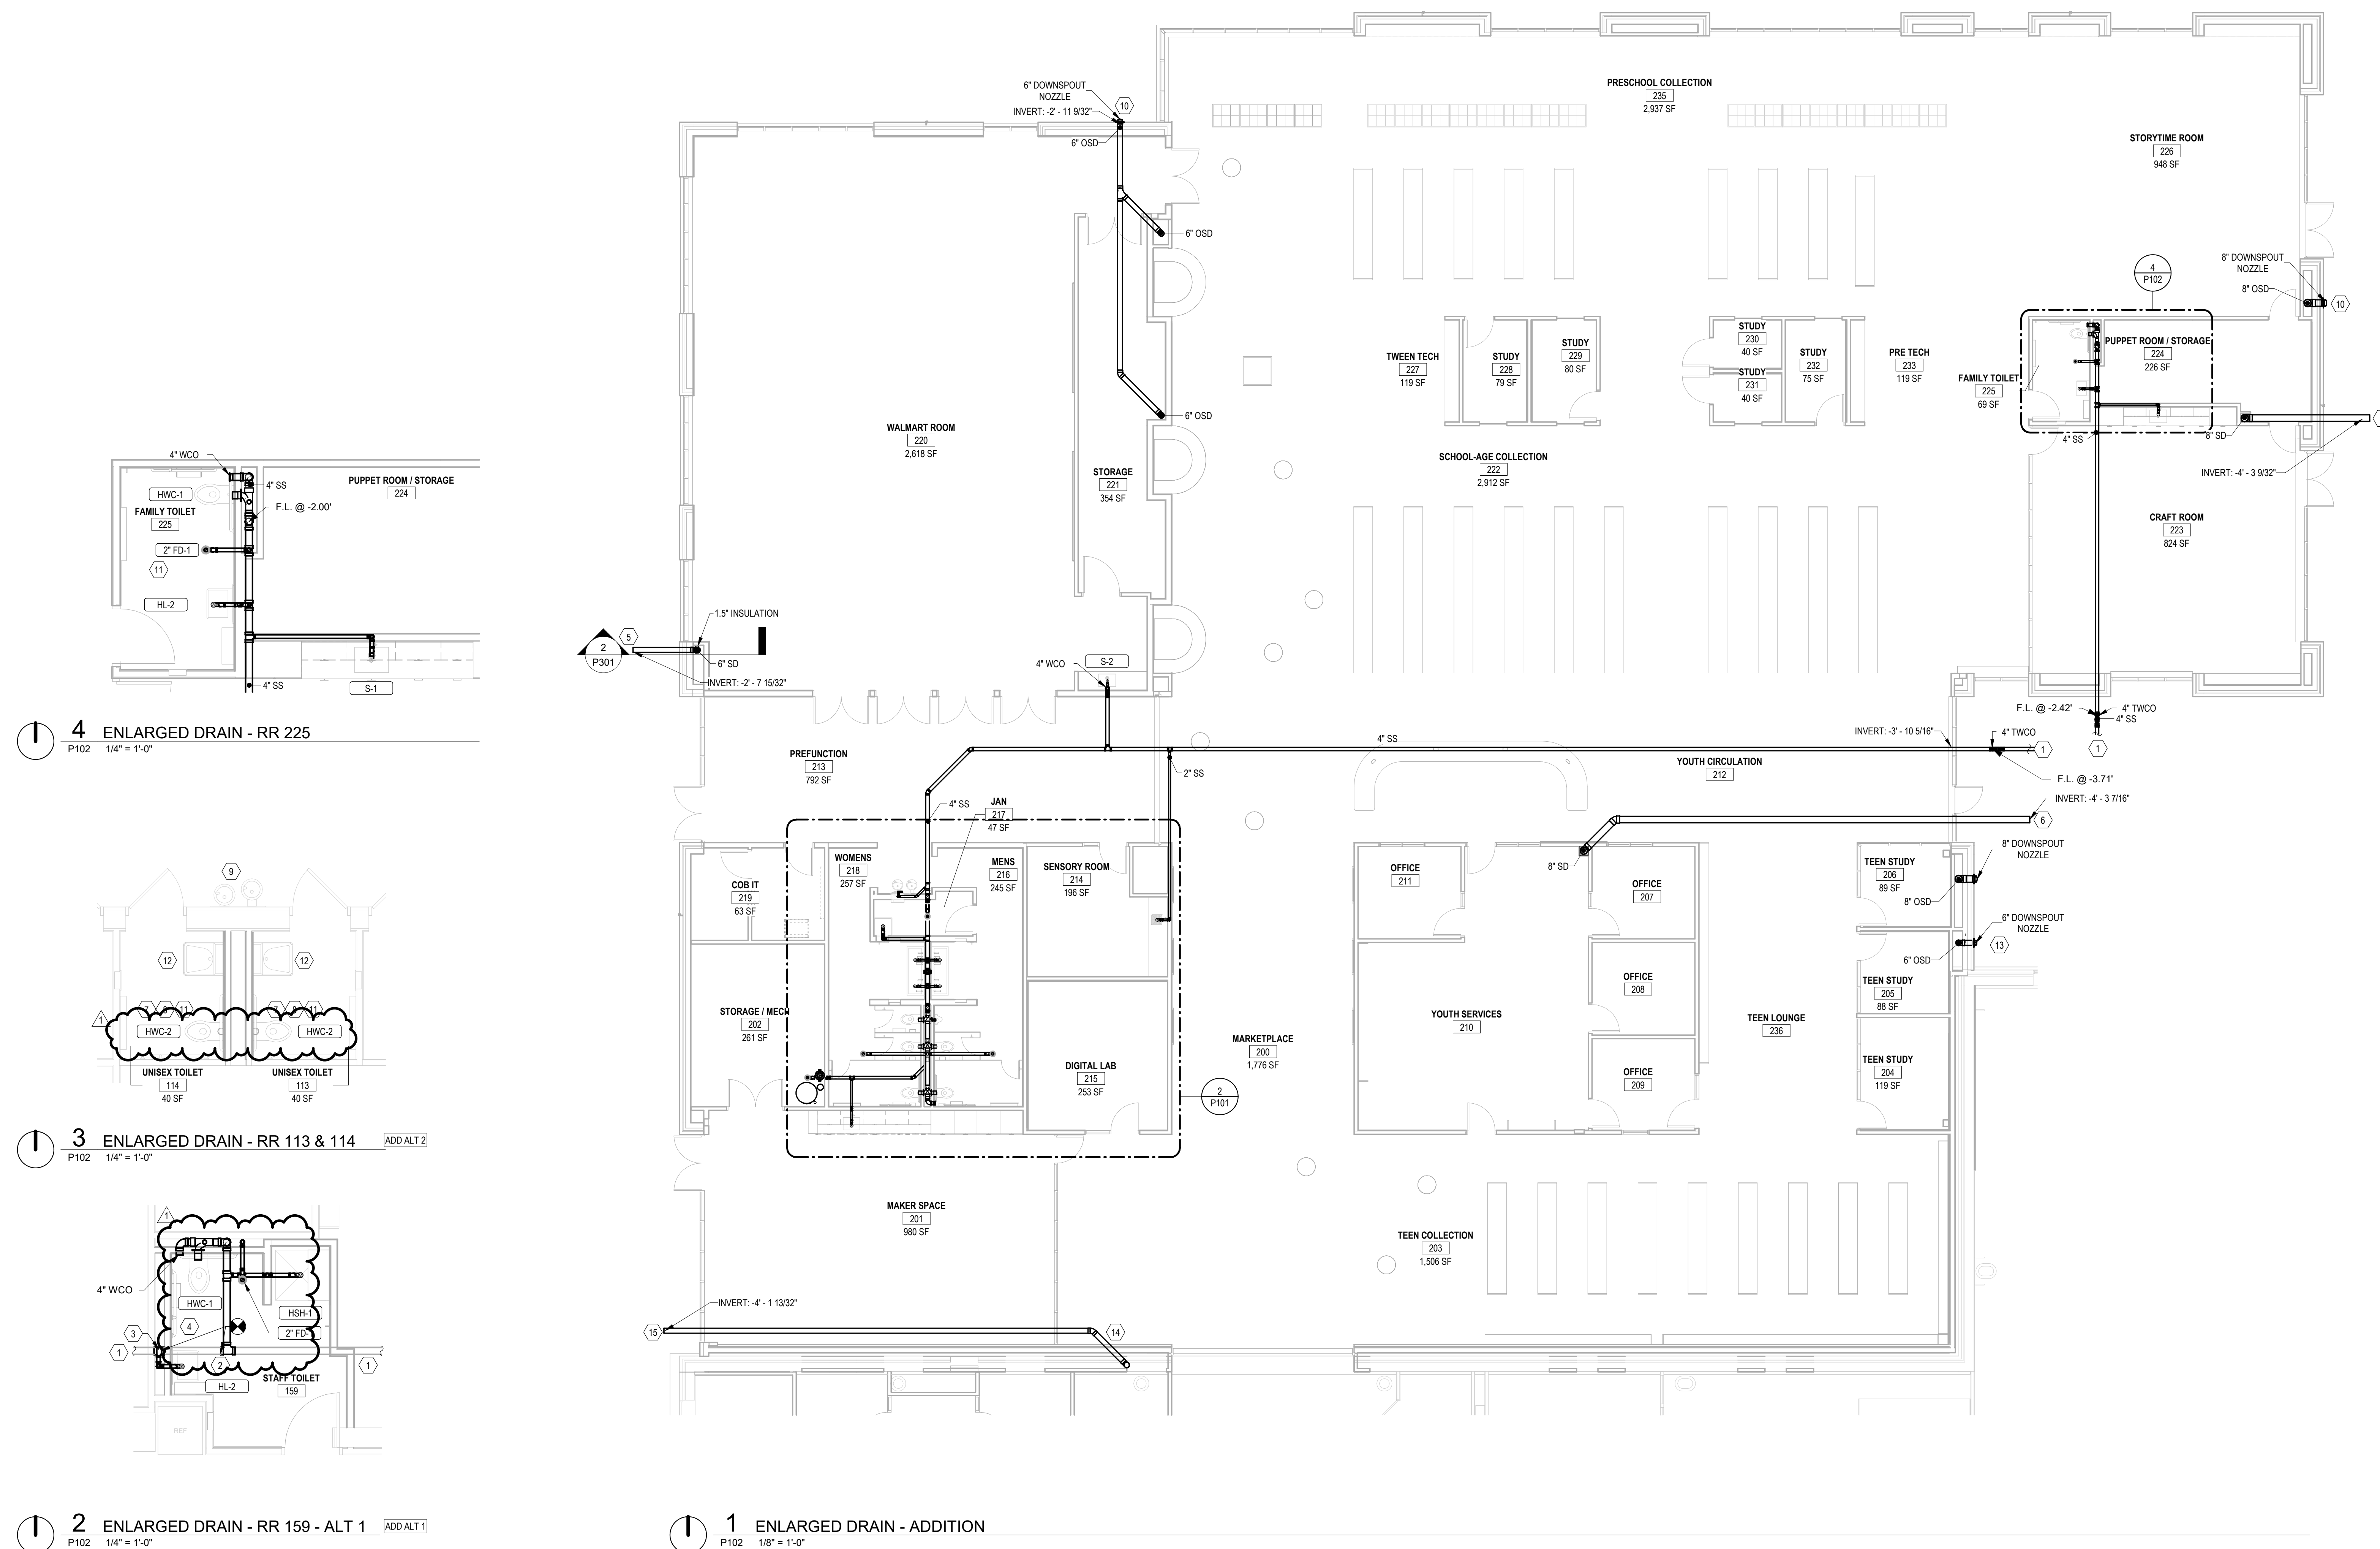 6" DOWNSPOUT
NOZZLE
10
INVERT: -2' - 11 9/32"
6" OSD
6" OSD
6" OSD
PRESCHOOL COLLECTION
235
2,937 SF
STORYTIME ROOM
226
948 SF
8" DOWNSPOUT
NOZZLE
8" OSD
10
4
P102
WALMART ROOM
220
2,618 SF
STORAGE
221
354 SF
TWEEN TECH
227
119 SF
STUDY
228
79 SF
STUDY
229
80 SF
STUDY
230
40 SF
STUDY
231
40 SF
STUDY
232
75 SF
PRE TECH
233
119 SF
FAMILY TOILET
225
69 SF
PUPPET ROOM / STORAGE
224
226 SF
4" SS
8" SD
INVERT: -4' - 3 9/32"
SCHOOL-AGE COLLECTION
222
2,912 SF
CRAFT ROOM
223
824 SF
4" WCO
HWC-1
4" SS
F.L. @ -2.00'
PUPPET ROOM / STORAGE
224
FAMILY TOILET
225
2" FD-1
11
HL-2
4" SS
S-1
4 ENLARGED DRAIN - RR 225
P102 1/4" = 1'-0"
1.5" INSULATION
5
2
P301
6" SD
INVERT: -2' - 7 15/32"
4" WCO
S-2
F.L. @ -2.42'
4" TWCO
4" SS
1
PREFUNCTION
213
792 SF
4" SS
2" SS
INVERT: -3' - 10 5/16"
4" TWCO
1
YOUTH CIRCULATION
212
F.L. @ -3.71'
INVERT: -4' - 3 7/16"
6
4" SS
JAN
217
47 SF
WOMENS
218
257 SF
MENS
216
245 SF
SENSORY ROOM
214
196 SF
COB IT
219
63 SF
STORAGE / MECH
202
261 SF
DIGITAL LAB
215
253 SF
2
P101
MARKETPLACE
200
1,776 SF
8" SD
OFFICE
211
OFFICE
207
OFFICE
208
OFFICE
209
YOUTH SERVICES
210
TEEN LOUNGE
236
TEEN STUDY
206
89 SF
8" OSD
8" DOWNSPOUT
NOZZLE
6" DOWNSPOUT
NOZZLE
13
6" OSD
TEEN STUDY
205
88 SF
TEEN STUDY
204
119 SF
9
12
12
7
11
7
11
1
HWC-2
HWC-2
UNISEX TOILET
114
40 SF
UNISEX TOILET
113
40 SF
3 ENLARGED DRAIN - RR 113 & 114 ADD ALT 2
P102 1/4" = 1'-0"
MAKER SPACE
201
980 SF
TEEN COLLECTION
203
1,506 SF
INVERT: -4' - 1 13/32"
15
14
1
4" WCO
HWC-1
HSH-1
4
3
2" FD-1
1
2
1
HL-2
STAFF TOILET
159
REF
2 ENLARGED DRAIN - RR 159 - ALT 1 ADD ALT 1
P102 1/4" = 1'-0"
1 ENLARGED DRAIN - ADDITION
P102 1/8" = 1'-0"